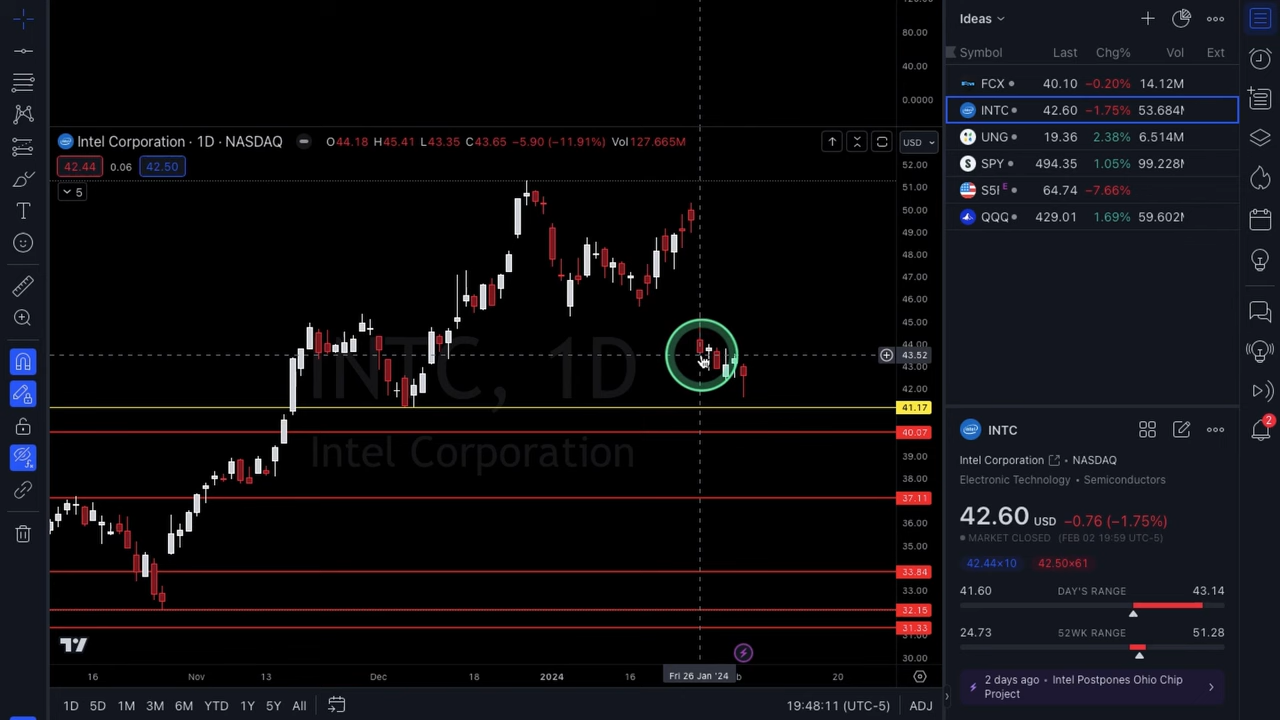 120.00
80.00
40.00
0.0000
Intel Corporation · 1D · NASDAQ
O44.18 H45.41 L43.35 C43.65 −5.90 (−11.91%) Vol127.665M
USD
42.44 0.06 42.50
5
52.00
51.00
50.00
49.00
48.00
47.00
46.00
45.00
44.00
43.52
43.00
42.00
41.17
40.07
39.00
38.00
37.11
36.00
35.00
33.84
33.00
32.15
31.33
31.00
30.00
INTC, 1D
Intel Corporation
16 Nov 13 Dec 18 2024 16 Fri 26 Jan '24 20
1D 5D 1M 3M 6M YTD 1Y 5Y All
19:48:11 (UTC-5) ADJ
Ideas
Symbol Last Chg% Vol Ext
FCX 40.10 −0.20% 14.12M
INTC 42.60 −1.75% 53.684M
UNG 19.36 2.38% 6.514M
SPY 494.35 1.05% 99.228M
S5I E 64.74 −7.66%
QQQ 429.01 1.69% 59.602M
INTC
Intel Corporation • NASDAQ
Electronic Technology • Semiconductors
42.60 USD −0.76 (−1.75%)
MARKET CLOSED (FEB 02 19:59 UTC-5)
42.44×10 42.50×61
41.60 DAY'S RANGE 43.14
24.73 52WK RANGE 51.28
2 days ago • Intel Postpones Ohio Chip
Project
2